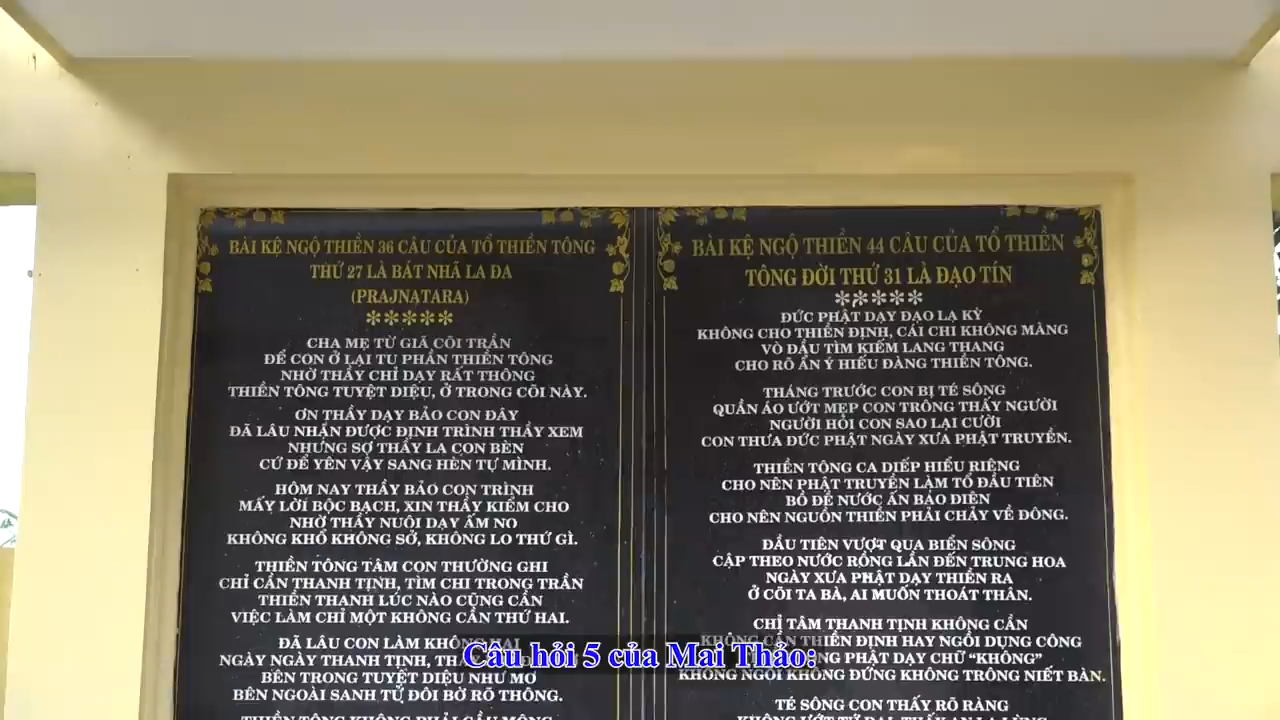 BÀI KỆ NGỘ THIỀN 36 CÂU CỦA TỔ THIỀN TÔNG
THỨ 27 LÀ BÁT NHÃ LA ĐA
(PRAJNATARA)
*****
CHA MẸ TỪ GIÃ CÕI TRẦN
ĐỂ CON Ở LẠI TU PHẦN THIỀN TÔNG
NHỜ THẦY CHỈ DẠY RẤT THÔNG
THIỀN TÔNG TUYỆT DIỆU, Ở TRONG CÕI NÀY.
ƠN THẦY DẠY BẢO CON ĐÂY
ĐÃ LÂU NHẬN ĐƯỢC ĐỊNH TRÌNH THẦY XEM
NHƯNG SỢ THẦY LA CON BÈN
CỨ ĐỂ YÊN VẬY SANG HÈN TỰ MÌNH.
HÔM NAY THẦY BẢO CON TRÌNH
MẤY LỜI BỘC BẠCH, XIN THẦY KIỂM CHO
NHỜ THẦY NUÔI DẠY ẤM NO
KHÔNG KHỔ KHÔNG SỞ, KHÔNG LO THỨ GÌ.
THIỀN TÔNG TÂM CON THƯỜNG GHI
CHỈ CẦN THANH TỊNH, TÌM CHI TRONG TRẦN
THIỀN THANH LÚC NÀO CŨNG CẦN
VIỆC LÀM CHỈ MỘT KHÔNG CẦN THỨ HAI.
ĐÃ LÂU CON LÀM KHÔNG HAI
NGÀY NGÀY THANH TỊNH,
BÊN TRONG TUYỆT DIỆU NHƯ MƠ
BÊN NGOÀI SANH TỬ ĐÔI BỜ RÕ THÔNG.
THIỀN TÔNG KHÔNG PHẢI CẦU MÔNG
BÀI KỆ NGỘ THIỀN 44 CÂU CỦA TỔ THIỀN
TÔNG ĐỜI THỨ 31 LÀ ĐẠO TÍN
*****
ĐỨC PHẬT DẠY ĐẠO LẠ KỲ
KHÔNG CHO THIỀN ĐỊNH, CÁI CHI KHÔNG MÀNG
VÒ ĐẦU TÌM KIẾM LANG THANG
CHO RÕ ẨN Ý HIẾU ĐÀNG THIỀN TÔNG.
THÁNG TRƯỚC CON BỊ TÉ SÔNG
QUẦN ÁO ƯỚT MẸP CON TRÔNG THẤY NGƯỜI
NGƯỜI HỎI CON SAO LẠI CƯỜI
CON THƯA ĐỨC PHẬT NGÀY XƯA PHẬT TRUYỀN.
THIỀN TÔNG CA DIẾP HIỂU RIÊNG
CHO NÊN PHẬT TRUYỀN LÀM TỔ ĐẦU TIÊN
BỒ ĐỀ NƯỚC ẤN BẢO ĐIỆN
CHO NÊN NGUỒN THIỀN PHẢI CHẢY VỀ ĐÔNG.
ĐẦU TIÊN VƯỢT QUA BIỂN SÔNG
CẬP THEO NƯỚC RỒNG LẦN ĐẾN TRUNG HOA
NGÀY XƯA PHẬT DẠY THIỀN RA
Ở CÕI TA BÀ, AI MUỐN THOÁT THÂN.
CHỈ TÂM THANH TỊNH KHÔNG CẦN
KHÔNG CẦN THIỀN ĐỊNH HAY NGỒI DỤNG CÔNG
PHẬT DẠY CHỮ “KHÔNG”
KHÔNG NGỒI KHÔNG ĐỨNG KHÔNG TRÔNG NIẾT BÀN.
TÉ SÔNG CON THẤY RÕ RÀNG
Câu hỏi 5 của Mai Thảo: